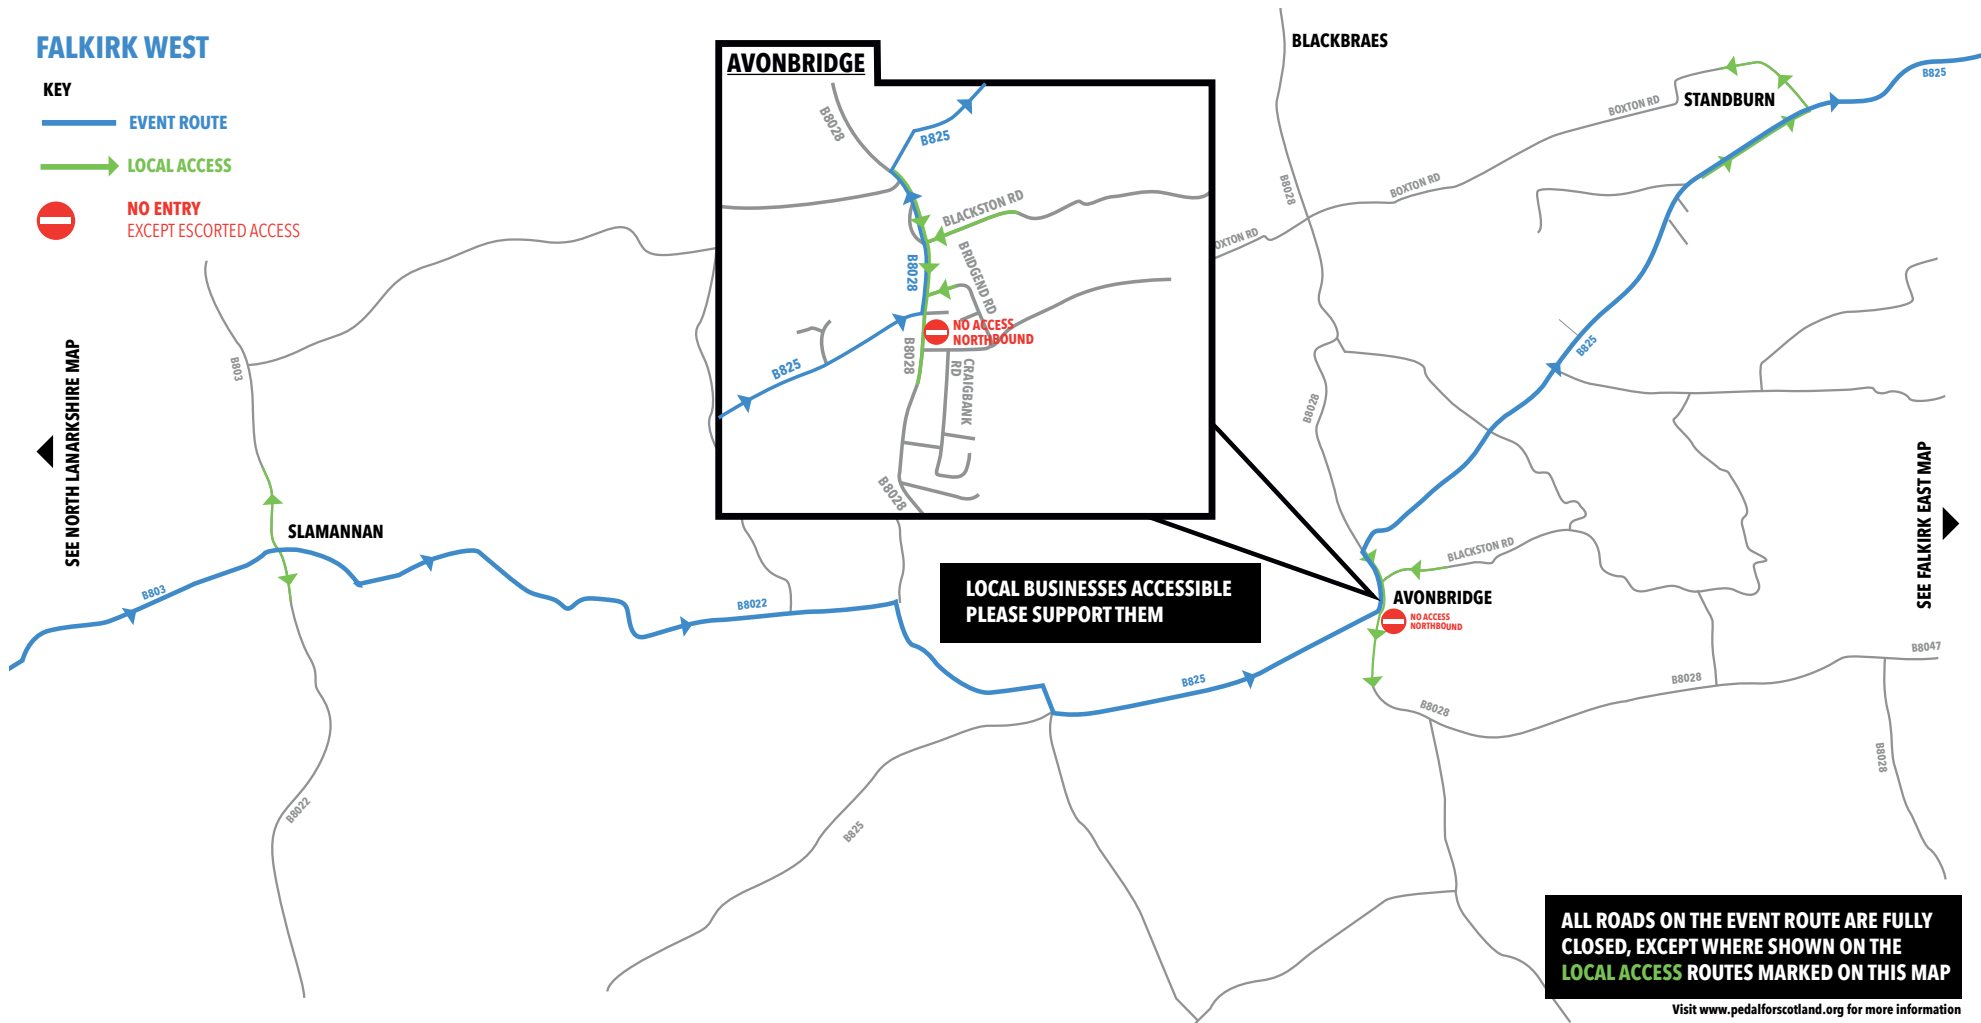 FALKIRK WEST
KEY
EVENT ROUTE
LOCAL ACCESS
NO ENTRY
EXCEPT ESCORTED ACCESS
SEE NORTH LANARKSHIRE MAP
B803
B803
SLAMANNAN
B8022
B8022
B825
B825
AVONBRIDGE
B8028
B825
BLACKSTON RD
BRIDGEND RD
B8028
NO ACCESS
NORTHBOUND
B8028
B825
CRAIGBANK
RD
B8028
LOCAL BUSINESSES ACCESSIBLE
PLEASE SUPPORT THEM
BLACKBRAES
B8028
OXTON RD
BOXTON RD
BOXTON RD
STANDBURN
B825
B825
B8028
BLACKSTON RD
AVONBRIDGE
NO ACCESS
NORTHBOUND
B8028
B8028
B8047
B8028
SEE FALKIRK EAST MAP
ALL ROADS ON THE EVENT ROUTE ARE FULLY
CLOSED, EXCEPT WHERE SHOWN ON THE
LOCAL ACCESS ROUTES MARKED ON THIS MAP
Visit www.pedalforscotland.org for more information